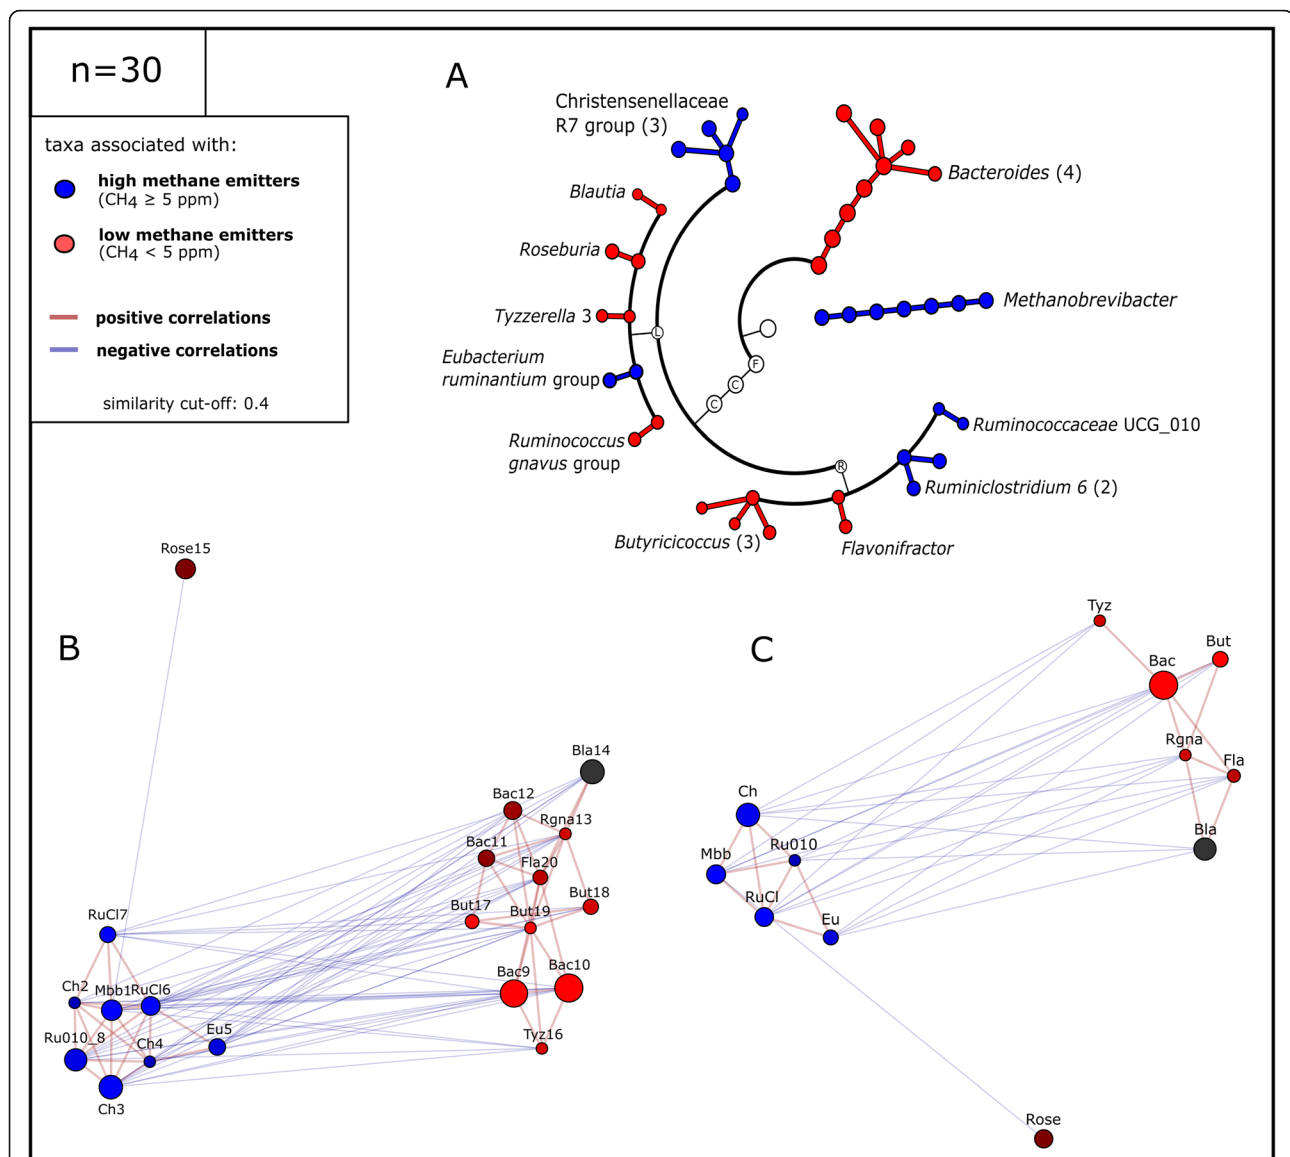 n=30
taxa associated with:
high methane emitters
(CH4 ≥ 5 ppm)
low methane emitters
(CH4 < 5 ppm)
positive correlations
negative correlations
similarity cut-off: 0.4
A
Christensenellaceae
R7 group (3)
Blautia
Roseburia
Tyzzerella 3
Eubacterium
ruminantium group
Ruminococcus
gnavus group
Bacteroides (4)
Methanobrevibacter
L
F
C
C
R
Ruminococcaceae UCG_010
Ruminiclostridium 6 (2)
Butyricicoccus (3)
Flavonifractor
B
Rose15
Bla14
Bac12
Rgna13
Bac11
Fla20
But17
But18
But19
RuCl7
Bac9
Bac10
Ch2
Mbb1
RuCl6
Ru010_8
Ch4
Eu5
Tyz16
Ch3
C
Tyz
But
Bac
Rgna
Fla
Ch
Bla
Mbb
Ru010
RuCl
Eu
Rose